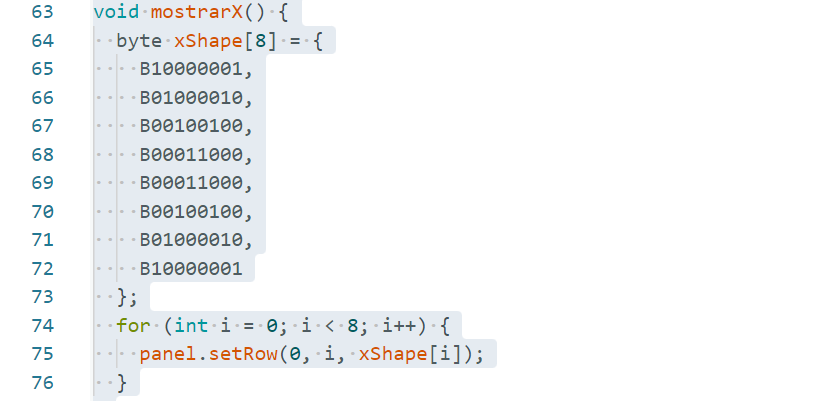 63 void mostrarX() {
64   byte xShape[8] = {
65     B10000001,
66     B01000010,
67     B00100100,
68     B00011000,
69     B00011000,
70     B00100100,
71     B01000010,
72     B10000001
73   };
74   for (int i = 0; i < 8; i++) {
75     panel.setRow(0, i, xShape[i]);
76   }